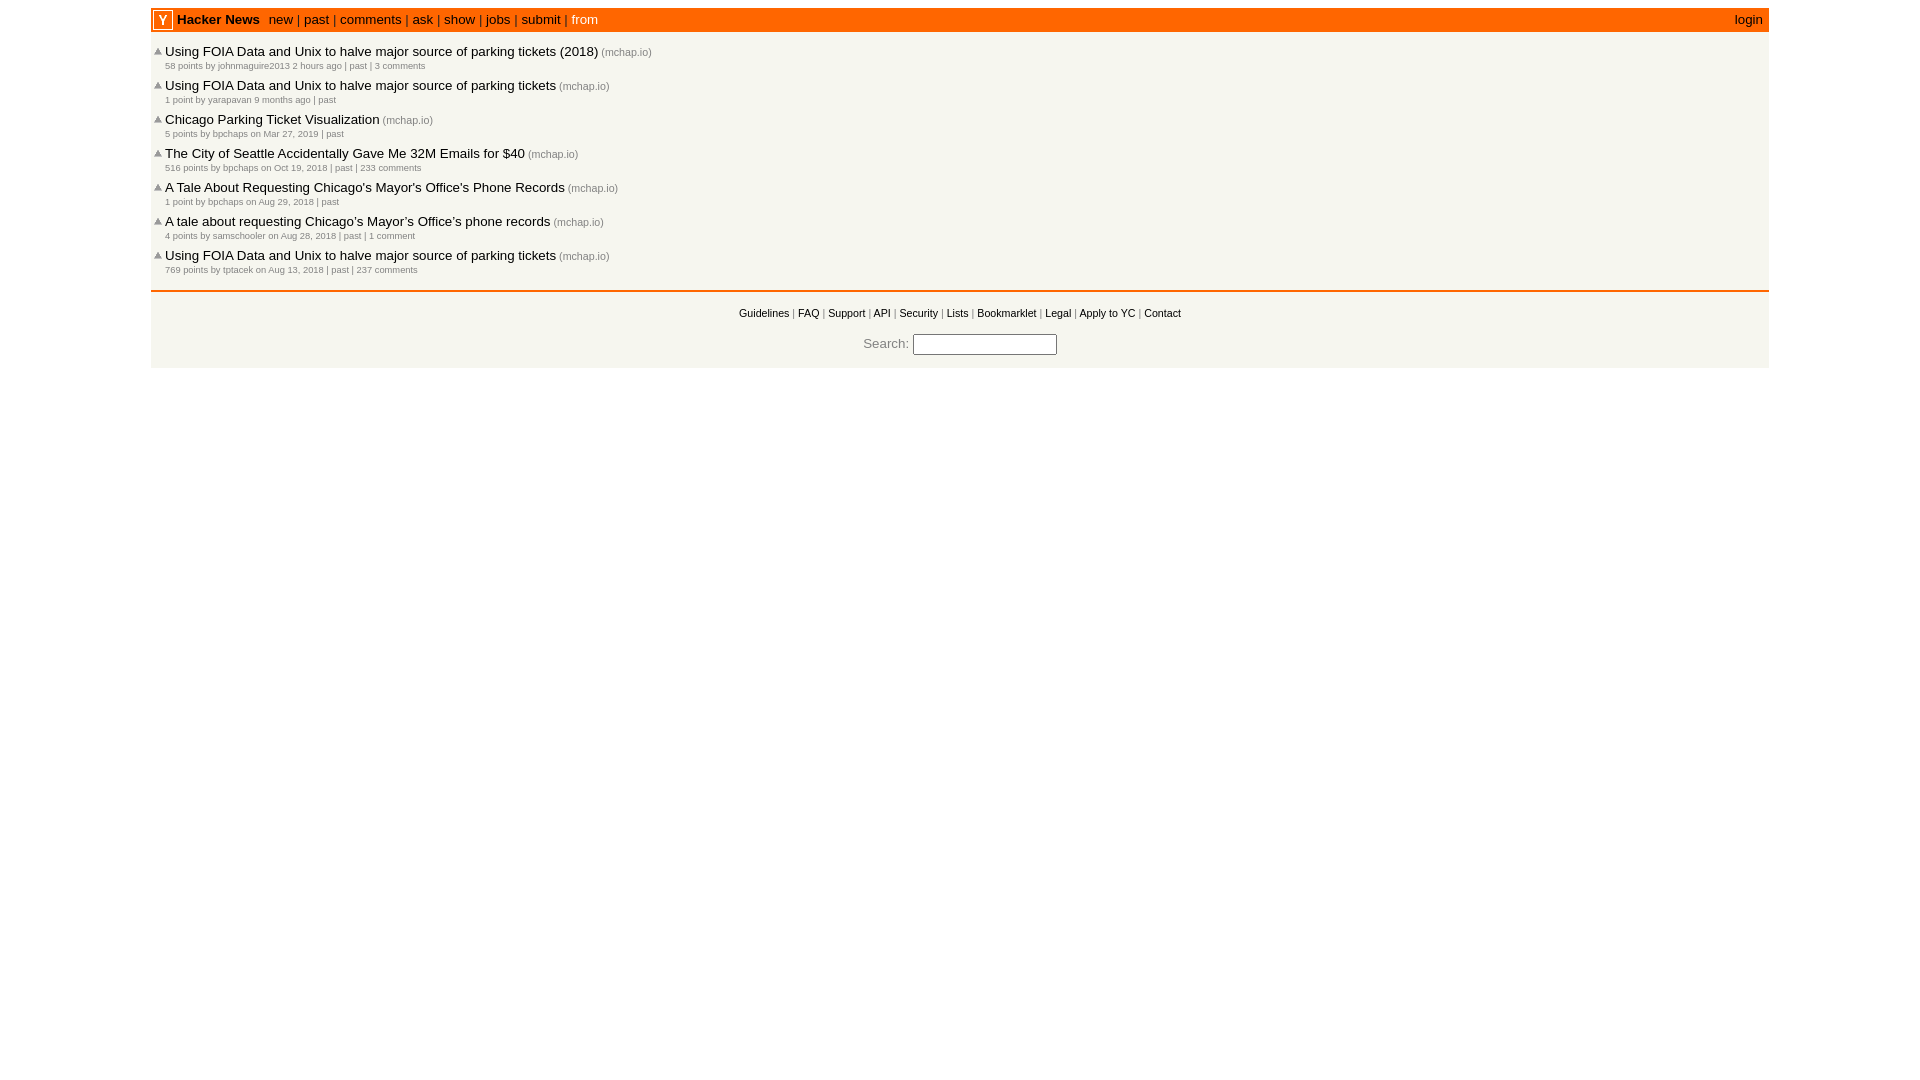 Y Hacker News new | past | comments | ask | show | jobs | submit | from login
Using FOIA Data and Unix to halve major source of parking tickets (2018) (mchap.io)
58 points by johnmaguire2013 2 hours ago | past | 3 comments
Using FOIA Data and Unix to halve major source of parking tickets (mchap.io)
1 point by yarapavan 9 months ago | past
Chicago Parking Ticket Visualization (mchap.io)
5 points by bpchaps on Mar 27, 2019 | past
The City of Seattle Accidentally Gave Me 32M Emails for $40 (mchap.io)
516 points by bpchaps on Oct 19, 2018 | past | 233 comments
A Tale About Requesting Chicago's Mayor's Office's Phone Records (mchap.io)
1 point by bpchaps on Aug 29, 2018 | past
A tale about requesting Chicago’s Mayor’s Office’s phone records (mchap.io)
4 points by samschooler on Aug 28, 2018 | past | 1 comment
Using FOIA Data and Unix to halve major source of parking tickets (mchap.io)
769 points by tptacek on Aug 13, 2018 | past | 237 comments
Guidelines | FAQ | Support | API | Security | Lists | Bookmarklet | Legal | Apply to YC | Contact
Search: